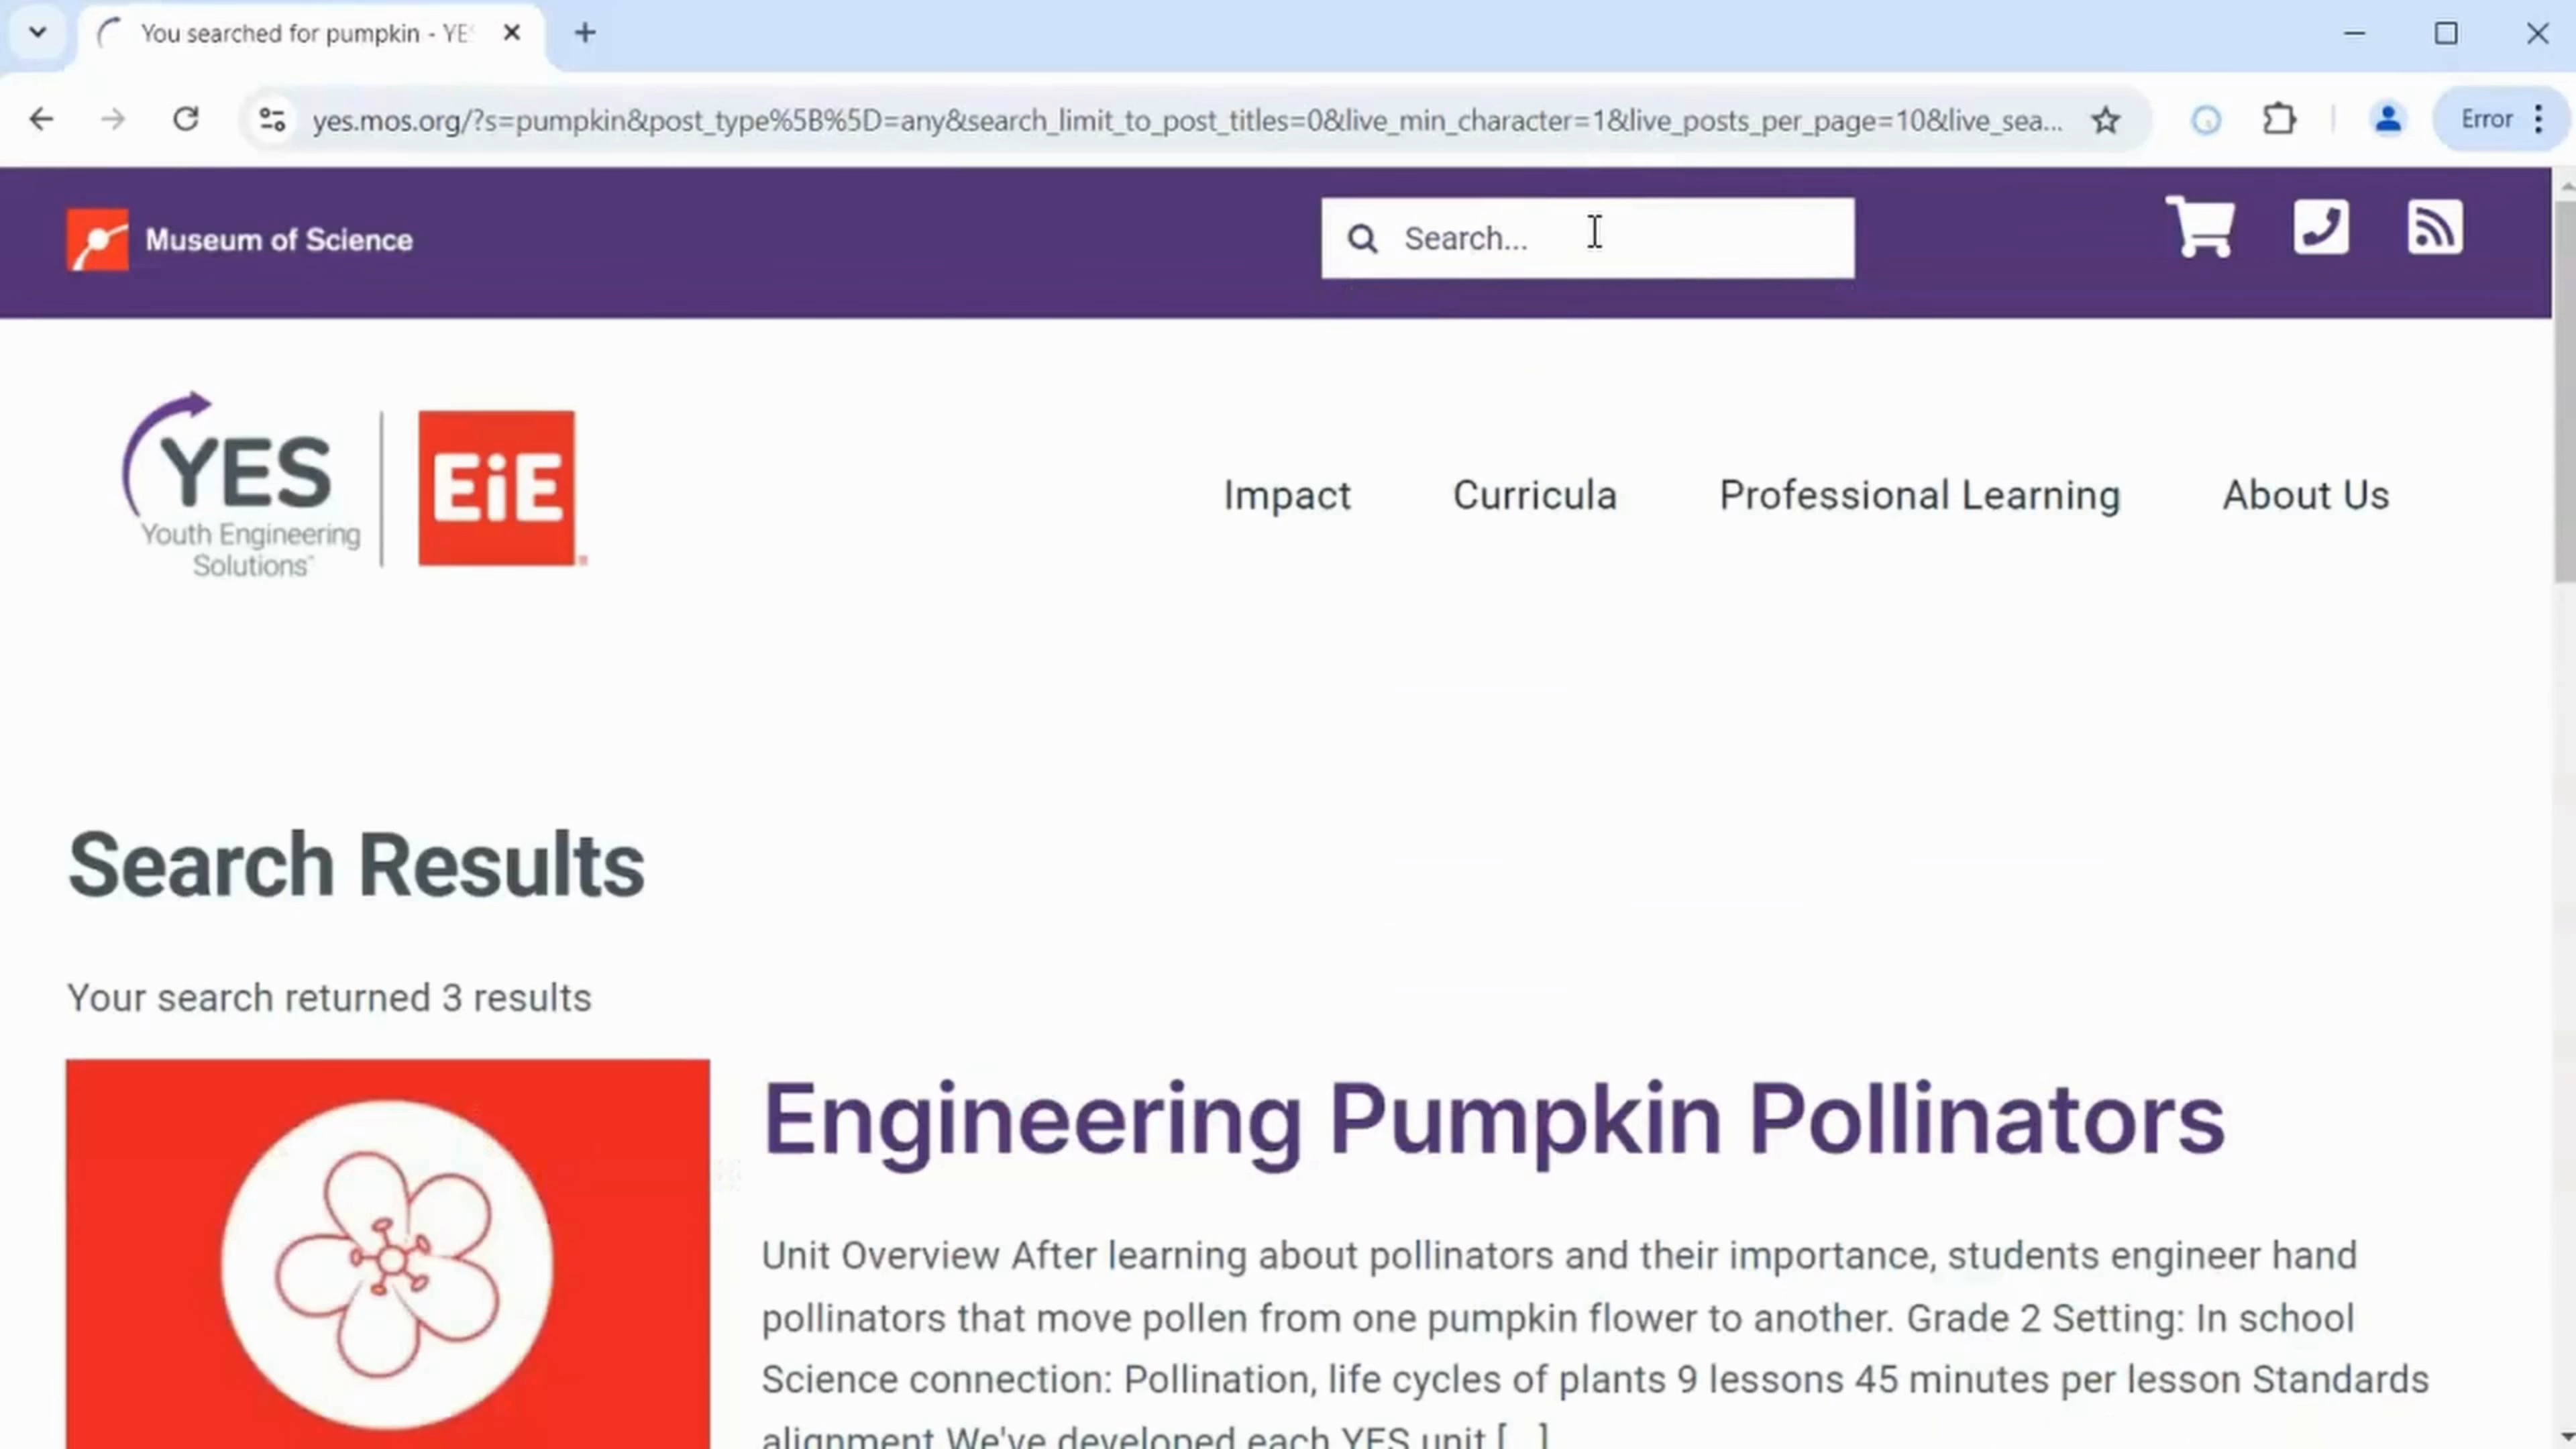 You searched for pumpkin - YE
yes.mos.org/?s=pumpkin&post_type%5B%5D=any&search_limit_to_post_titles=0&live_min_character=1&live_posts_per_page=10&live_sea...
Error
Museum of Science
Search...
YES
Youth Engineering
Solutions™
EiE
Impact
Curricula
Professional Learning
About Us
Search Results
Your search returned 3 results
Engineering Pumpkin Pollinators
Unit Overview After learning about pollinators and their importance, students engineer hand
pollinators that move pollen from one pumpkin flower to another. Grade 2 Setting: In school
Science connection: Pollination, life cycles of plants 9 lessons 45 minutes per lesson Standards
alignment We've developed each YES unit [...]